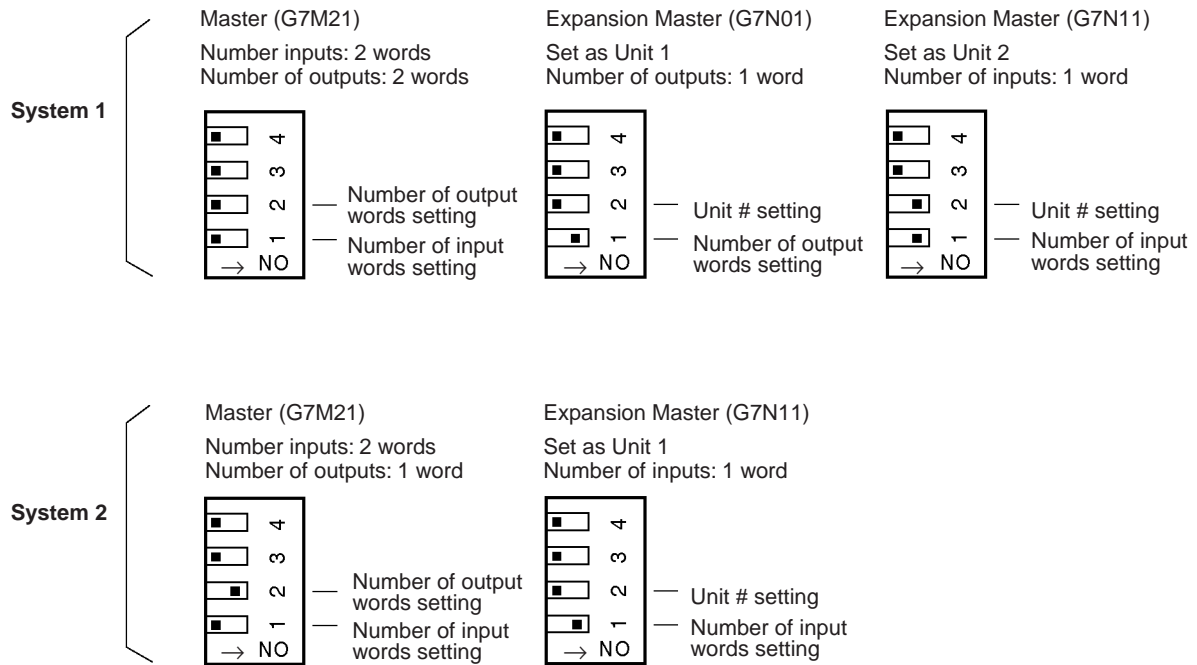 System 1
Master (G7M21)
Number inputs: 2 words
Number of outputs: 2 words
4
3
2
1
→ NO
Number of output
words setting
Number of input
words setting
Expansion Master (G7N01)
Set as Unit 1
Number of outputs: 1 word
4
3
2
1
→ NO
Unit # setting
Number of output
words setting
Expansion Master (G7N11)
Set as Unit 2
Number of inputs: 1 word
4
3
2
1
→ NO
Unit # setting
Number of input
words setting
System 2
Master (G7M21)
Number inputs: 2 words
Number of outputs: 1 word
4
3
2
1
→ NO
Number of output
words setting
Number of input
words setting
Expansion Master (G7N11)
Set as Unit 1
Number of inputs: 1 word
4
3
2
1
→ NO
Unit # setting
Number of input
words setting